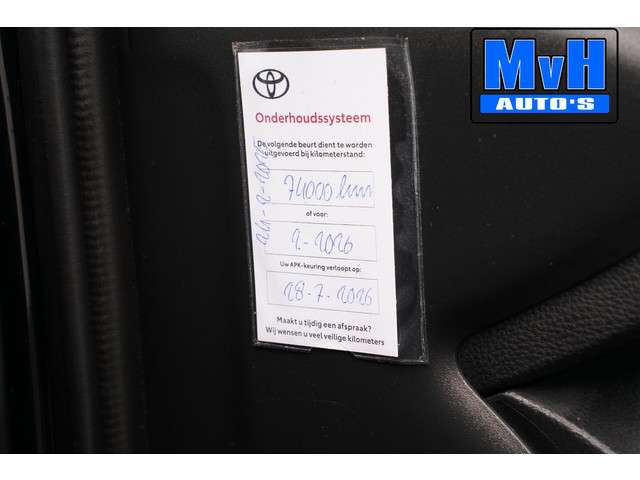 MvH
AUTO'S
Onderhoudssysteem
De volgende beurt dient te worden
uitgevoerd bij kilometerstand:
74000 km
of voor:
2-2026
Uw APK-keuring verloopt op:
28-7-2026
Maakt u tijdig een afspraak?
Wij wensen u veel veilige kilometers